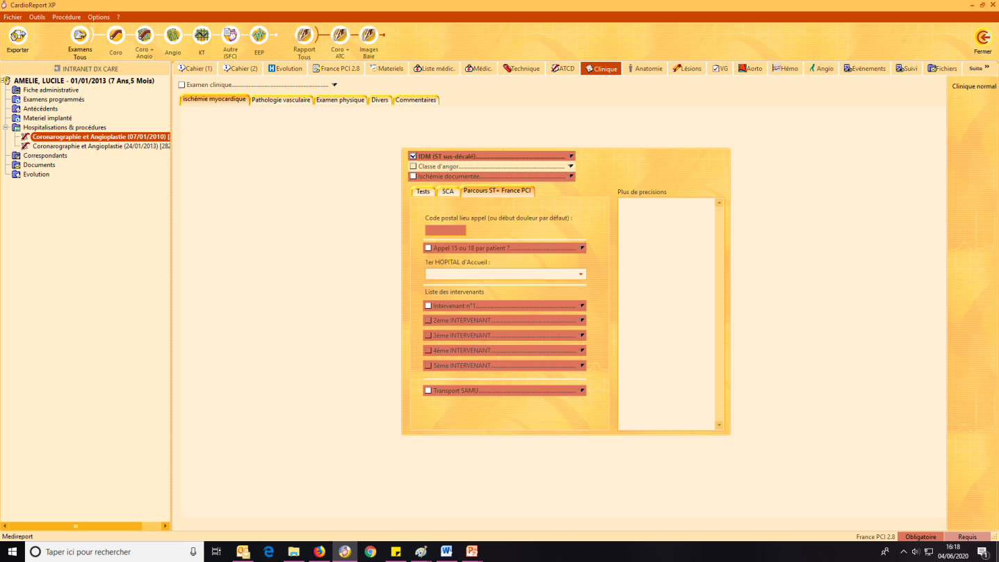 CardioReport XP
Fichier Outils Procédure Options ?
Exporter
Examens Tous
Coro
Coro + Angio
Angio
KT
Autre (SFC)
EEP
Rapport Tous
Coro + ATC
Images Baie
Fermer
INTRANET DX CARE
Cahier (1) Cahier (2) Evolution France PCI 2.8 Materiels Liste médic. Médic. Technique ATCD Clinique Anatomie Lésions VG Aorto Hémo Angio Evénements Suivi Fichiers Suite »
AMELIE, LUCILE - 01/01/2013 (7 Ans,5 Mois)
Fiche administrative
Examens programmés
Antécédents
Materiel implanté
Hospitalisations & procédures
Coronarographie et Angioplastie (07/01/2010) [
Coronarographie et Angioplastie (24/01/2013) [282
Correspondants
Documents
Evolution
Examen clinique
ischémie myocardique Pathologie vasculaire Examen physique Divers Commentaires
Clinique normal
IDM (ST sus-décalé)
Classe d'angor
Ischémie documentée
Tests SCA Parcours ST+ France PCI
Plus de precisions
Code postal lieu appel (ou début douleur par défaut) :
Appel 15 ou 18 par patient ?
1er HOPITAL d'Accueil :
Liste des intervenants
Intervenant n°1
2ème INTERVENANT
3ème INTERVENANT
4ème INTERVENANT
5ème INTERVENANT
Transport SAMU
Medireport
France PCI 2.8 Obligatoire Requis
Taper ici pour rechercher
16:18
04/06/2020